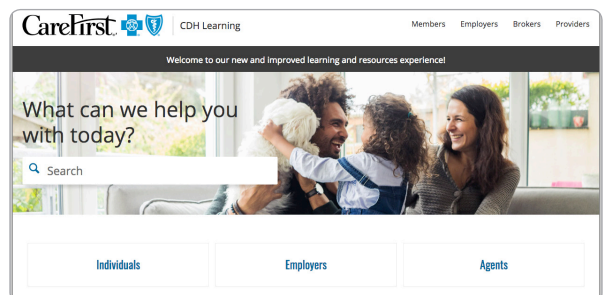 CareFirst CDH Learning
Members Employers Brokers Providers
Welcome to our new and improved learning and resources experience!
What can we help you
with today?
Search
Individuals Employers Agents